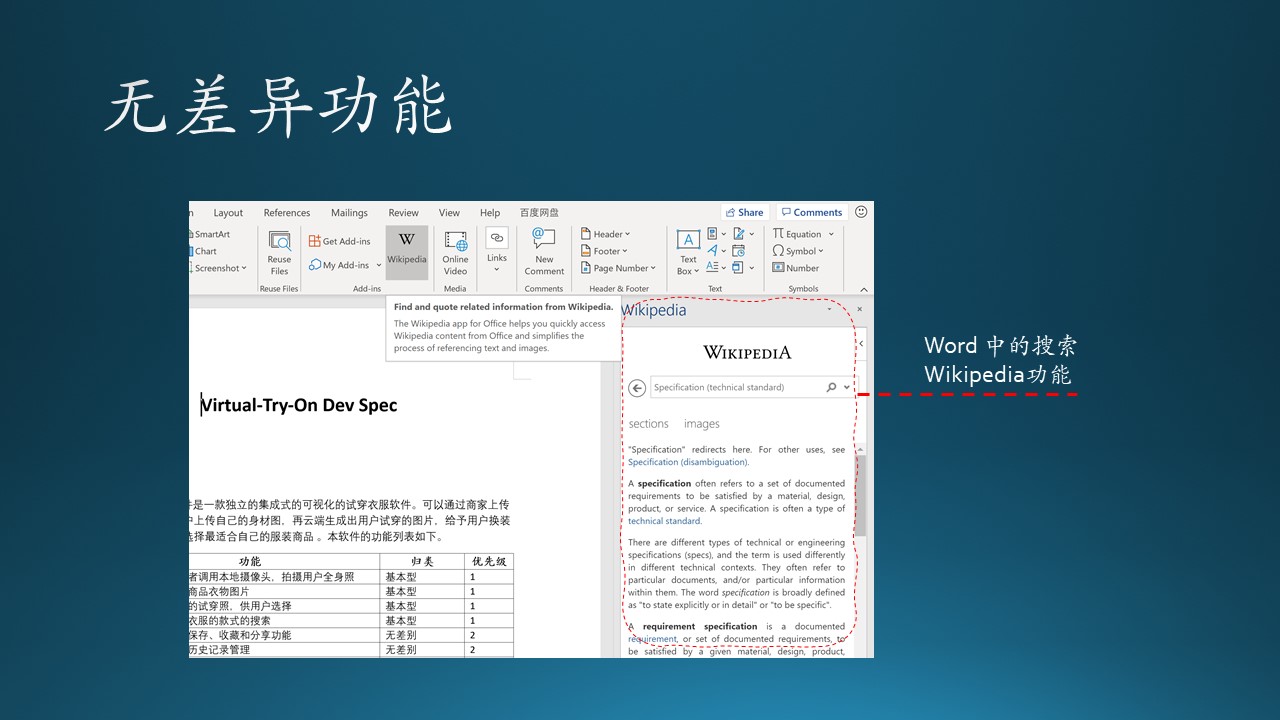 无差异功能
Layout References Mailings Review View Help 百度网盘 Share Comments
SmartArt
Chart
Screenshot
Reuse Files
Reuse Files
Get Add-ins
My Add-ins
Wikipedia
Add-ins
Online Video
Media
Links
New Comment
Comments
Header
Footer
Page Number
Header & Footer
Text Box
Text
Equation
Symbol
Number
Symbols
Find and quote related information from Wikipedia.
The Wikipedia app for Office helps you quickly access
Wikipedia content from Office and simplifies the
process of referencing text and images.
Wikipedia
WIKIPEDIA
Specification (technical standard)
sections images
"Specification" redirects here. For other uses, see
Specification (disambiguation).
A specification often refers to a set of documented
requirements to be satisfied by a material, design,
product, or service. A specification is often a type of
technical standard.
There are different types of technical or engineering
specifications (specs), and the term is used differently
in different technical contexts. They often refer to
particular documents, and/or particular information
within them. The word specification is broadly defined
as "to state explicitly or in detail" or "to be specific".
A requirement specification is a documented
requirement, or set of documented requirements, to
be satisfied by a given material, design, product,
Virtual-Try-On Dev Spec
是一款独立的集成式的可视化的试穿衣服软件。可以通过商家上传
上传自己的身材图，再云端生成出用户试穿的图片，给予用户换装
选择最适合自己的服装商品 。本软件的功能列表如下。
功能 归类 优先级
者调用本地摄像头，拍摄用户全身照 基本型 1
商品衣物图片 基本型 1
的试穿照，供用户选择 基本型 1
衣服的款式的搜索 基本型 1
保存、收藏和分享功能 无差别 2
历史记录管理 无差别 2
Word 中的搜索
Wikipedia功能